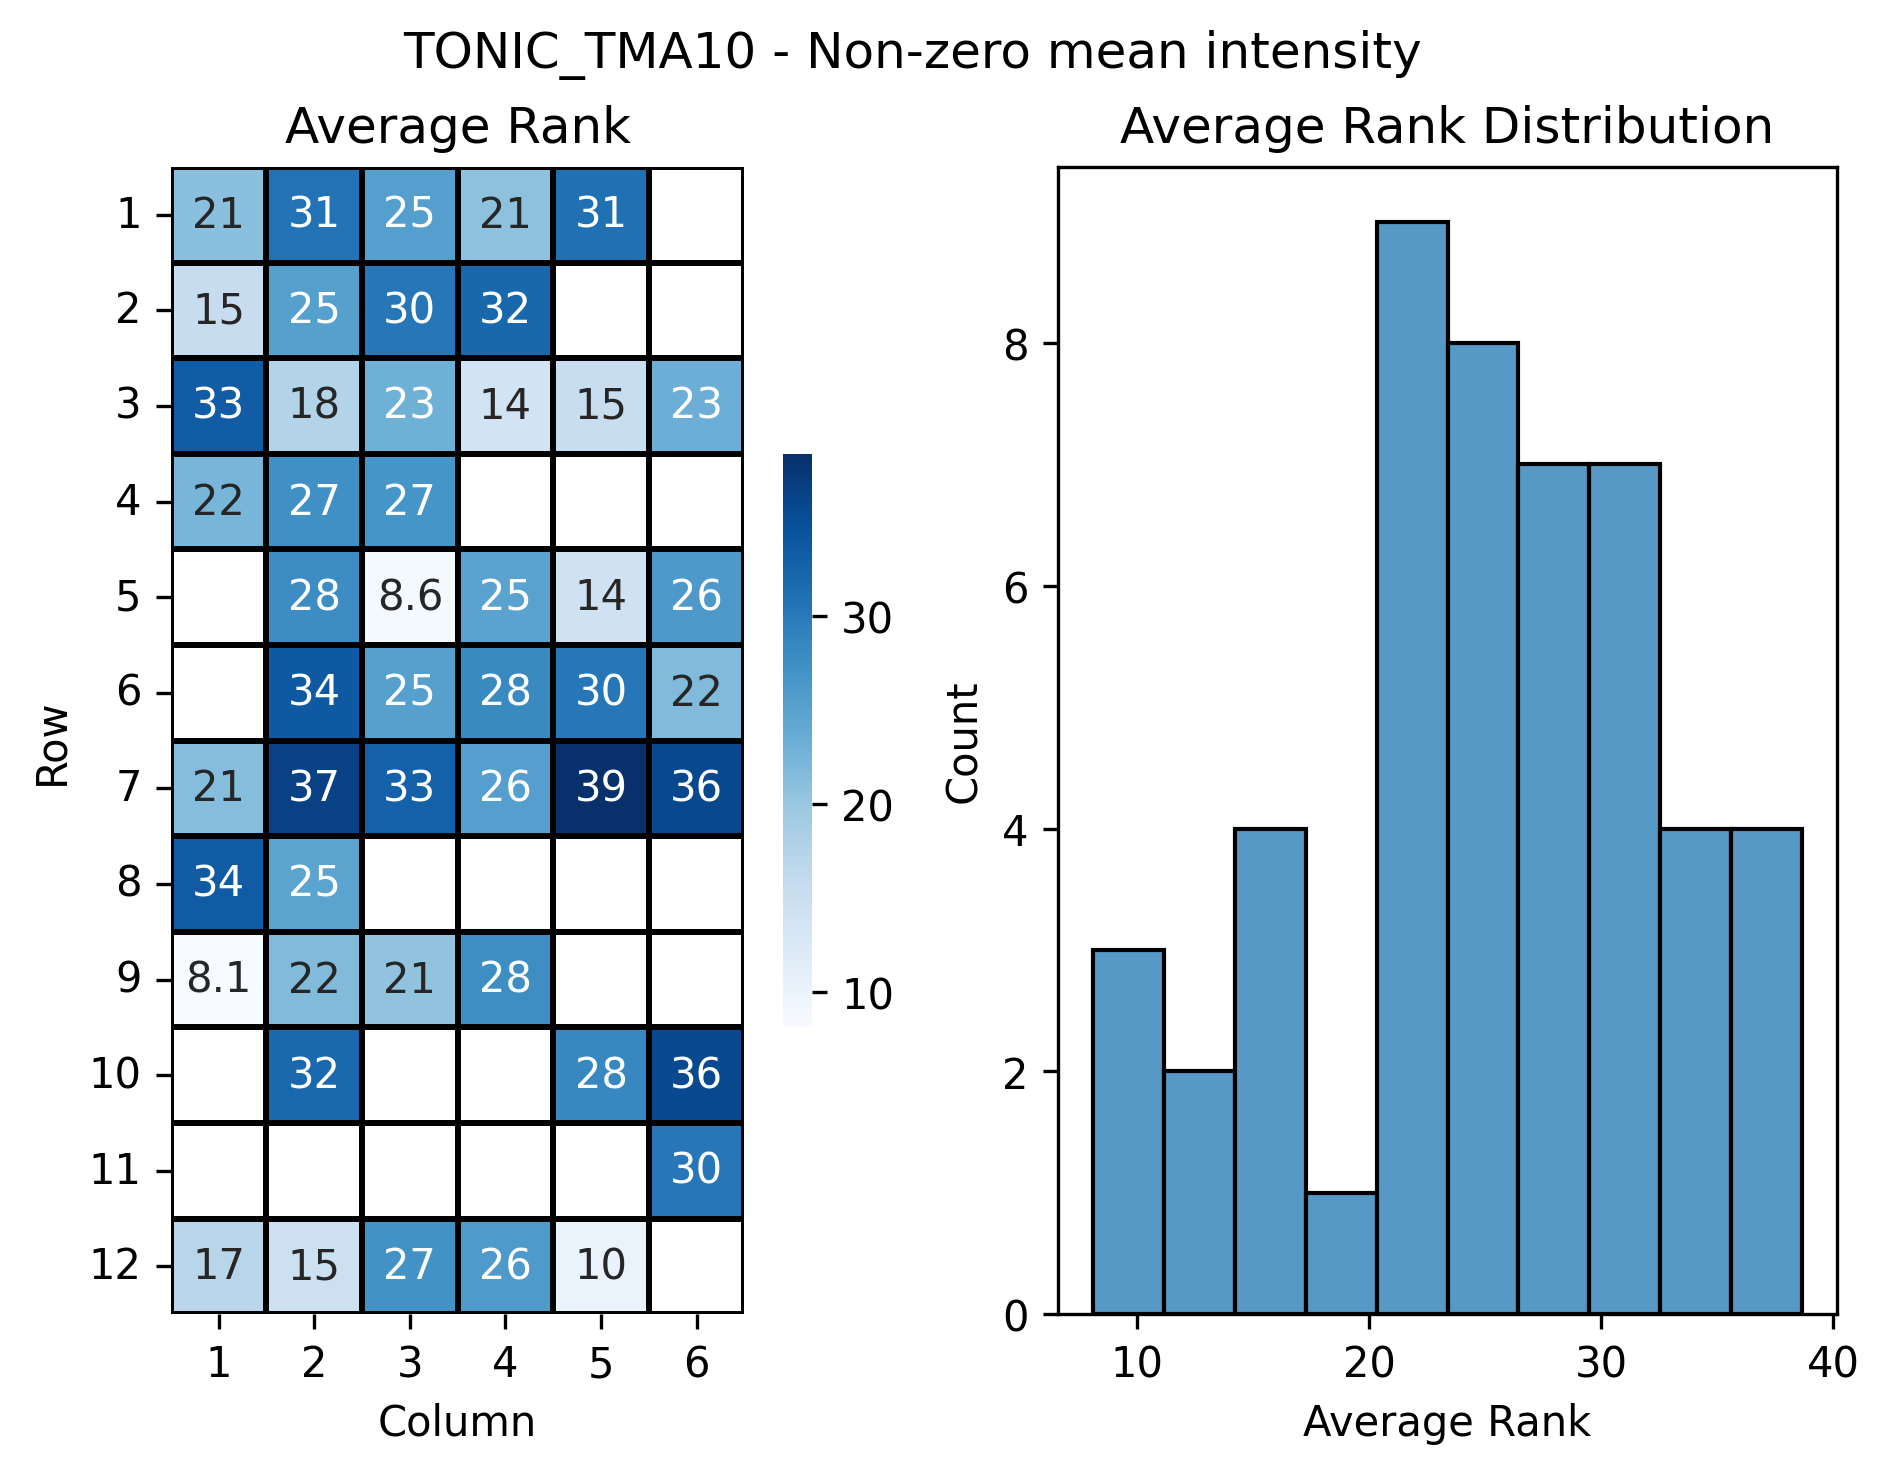 TONIC_TMA10 - Non-zero mean intensity
Average Rank
1 21 31 25 21 31
2 15 25 30 32
3 33 18 23 14 15 23
4 22 27 27
5 28 8.6 25 14 26
6 34 25 28 30 22
7 21 37 33 26 39 36
8 34 25
9 8.1 22 21 28
10 32 28 36
11 30
12 17 15 27 26 10
1 2 3 4 5 6
Row
Column
30
20
10
Average Rank Distribution
8
6
4
2
0
Count
10 20 30 40
Average Rank